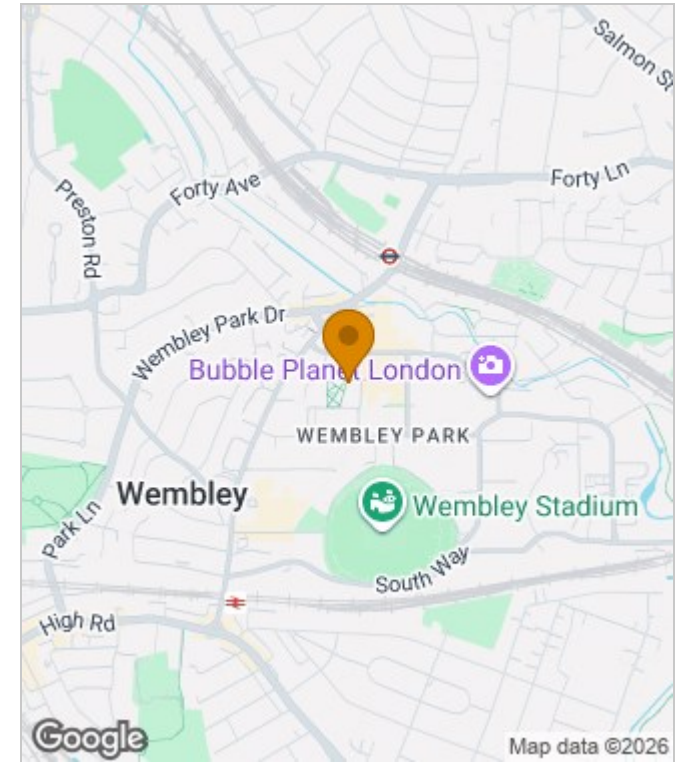 Salmon St
Forty Ln
Forty Ave
Preston Rd
Wembley Park Dr
Bubble Planet London
WEMBLEY PARK
Wembley
Wembley Stadium
Park Ln
South Way
High Rd
Google
Map data ©2026